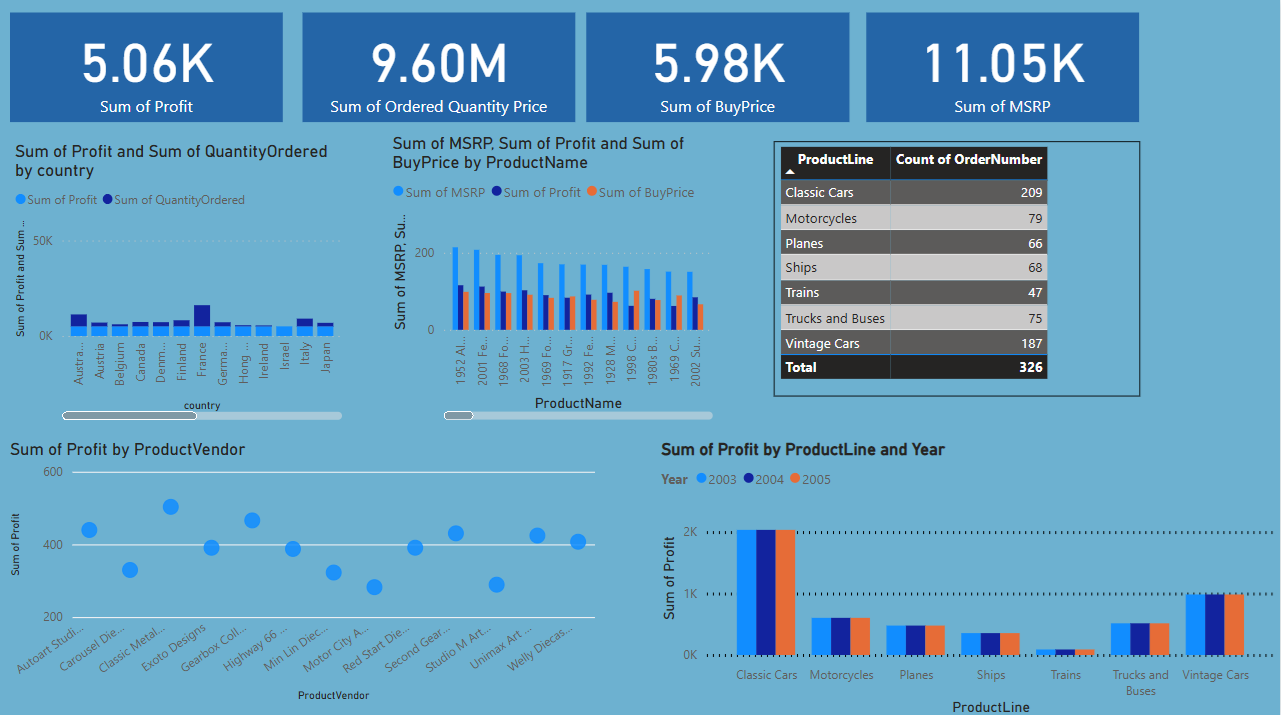 5.06K
Sum of Profit
9.60M
Sum of Ordered Quantity Price
5.98K
Sum of BuyPrice
11.05K
Sum of MSRP
Sum of Profit and Sum of QuantityOrdered
by country
Sum of Profit Sum of QuantityOrdered
Sum of Profit and Sum ...
50K
0K
Austra...
Austria
Belgium
Canada
Denm...
Finland
France
Germa...
Hong ...
Ireland
Israel
Italy
Japan
country
Sum of MSRP, Sum of Profit and Sum of
BuyPrice by ProductName
Sum of MSRP Sum of Profit Sum of BuyPrice
Sum of MSRP, Su...
200
0
1952 Al...
2001 Fe...
1968 Fo...
2003 H...
1969 Fo...
1917 Gr...
1992 Fe...
1928 M...
1998 C...
1980s B...
1969 C...
2002 Su...
ProductName
ProductLine Count of OrderNumber
Classic Cars 209
Motorcycles 79
Planes 66
Ships 68
Trains 47
Trucks and Buses 75
Vintage Cars 187
Total 326
Sum of Profit by ProductVendor
Sum of Profit
600
400
200
Autoart Studi...
Carousel Die...
Classic Metal...
Exoto Designs
Gearbox Coll...
Highway 66 ...
Min Lin Diec...
Motor City A...
Red Start Die...
Second Gear...
Studio M Art...
Unimax Art ...
Welly Diecas...
ProductVendor
Sum of Profit by ProductLine and Year
Year 2003 2004 2005
Sum of Profit
2K
1K
0K
Classic Cars
Motorcycles
Planes
Ships
Trains
Trucks and
Buses
Vintage Cars
ProductLine